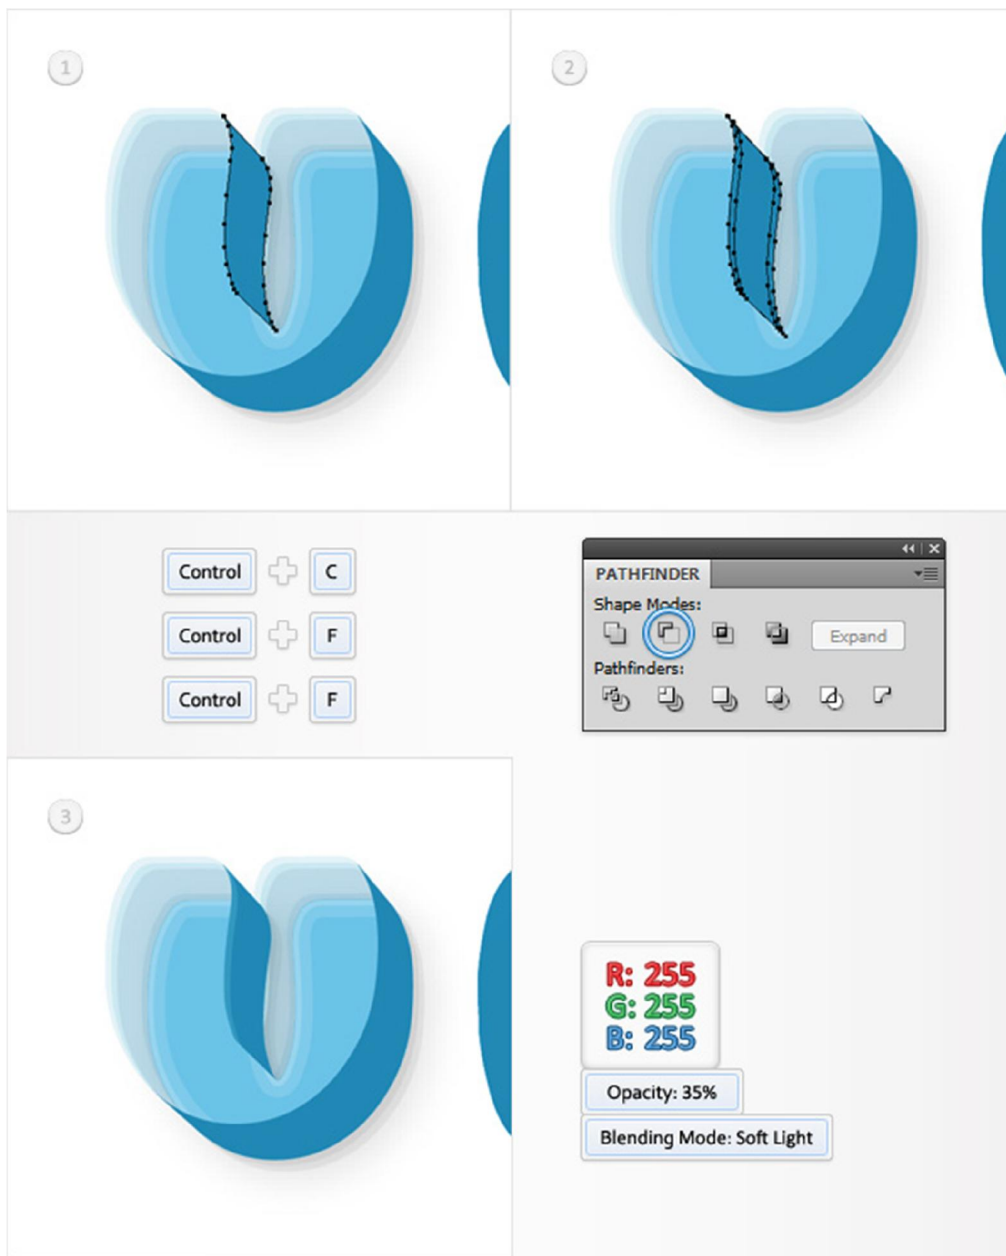 1
2
Control + C
Control + F
Control + F
PATHFINDER
Shape Modes:
Expand
Pathfinders:
3
R: 255
G: 255
B: 255
Opacity: 35%
Blending Mode: Soft Light